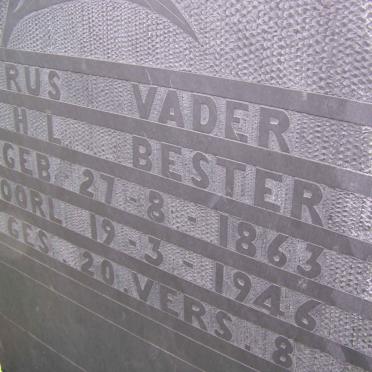 RUS VADER
H L BESTER
GEB 27-8-1863
OORL 19-3-1946
GES. 20. VERS. 8